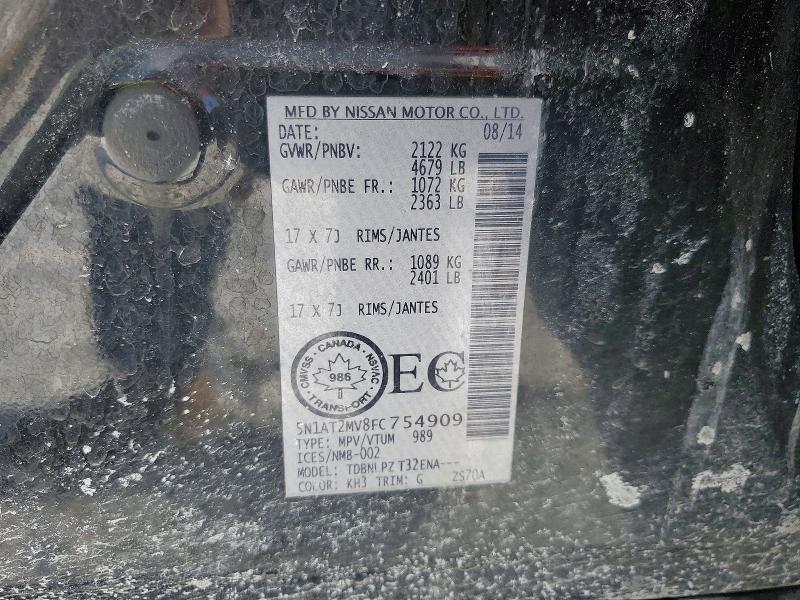 MFD BY NISSAN MOTOR CO., LTD.
DATE: 08/14
GVWR/PNBV: 2122 KG
4679 LB
GAWR/PNBE FR.: 1072 KG
2363 LB
17 X 7J RIMS/JANTES
GAWR/PNBE RR.: 1089 KG
2401 LB
17 X 7J RIMS/JANTES
CMVSS · CANADA · NSVAC
986
· TRANSPORT ·
EC
5N1AT2MV8FC754909
TYPE: MPV/VTUM 989
ICES/NMB-002
MODEL: TDBNLPZ T32ENA---
COLOR: KH3 TRIM: G ZS70A